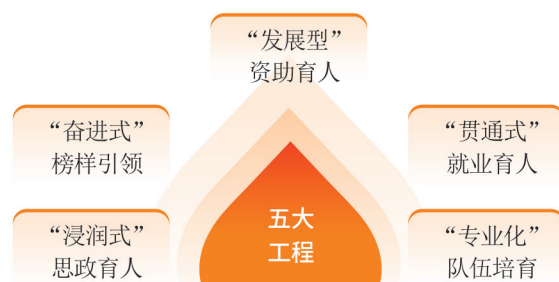 “发展型”
资助育人
“奋进式”
榜样引领
“贯通式”
就业育人
“浸润式”
思政育人
五大
工程
“专业化”
队伍培育